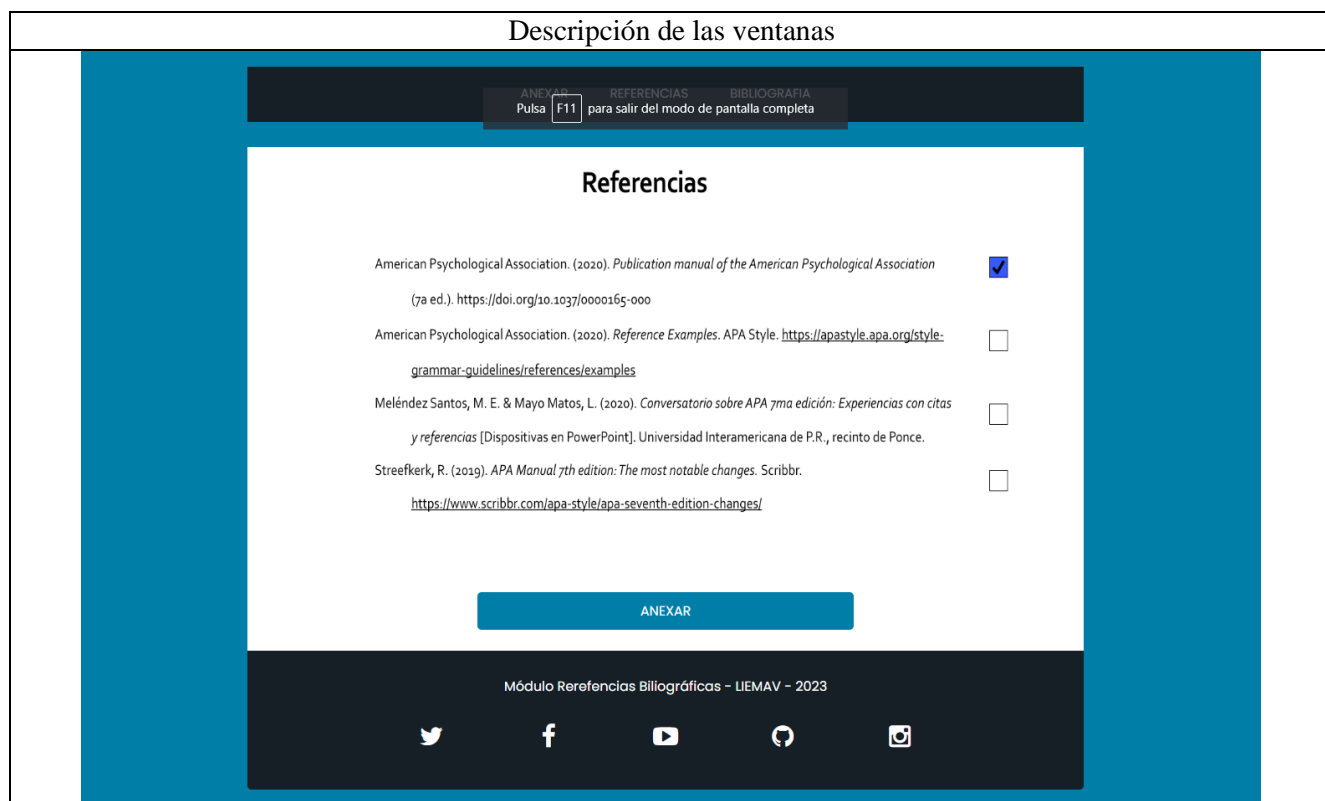 Descripción de las ventanas
ANEXAR REFERENCIAS BIBLIOGRAFIA
Pulsa F11 para salir del modo de pantalla completa
Referencias
American Psychological Association. (2020). Publication manual of the American Psychological Association
(7a ed.). https://doi.org/10.1037/0000165-000
American Psychological Association. (2020). Reference Examples. APA Style. https://apastyle.apa.org/style-
grammar-guidelines/references/examples
Meléndez Santos, M. E. & Mayo Matos, L. (2020). Conversatorio sobre APA 7ma edición: Experiencias con citas
y referencias [Dispositivas en PowerPoint]. Universidad Interamericana de P.R., recinto de Ponce.
Streefkerk, R. (2019). APA Manual 7th edition: The most notable changes. Scribbr.
https://www.scribbr.com/apa-style/apa-seventh-edition-changes/
ANEXAR
Módulo Rerefencias Biliográficas - LIEMAV - 2023